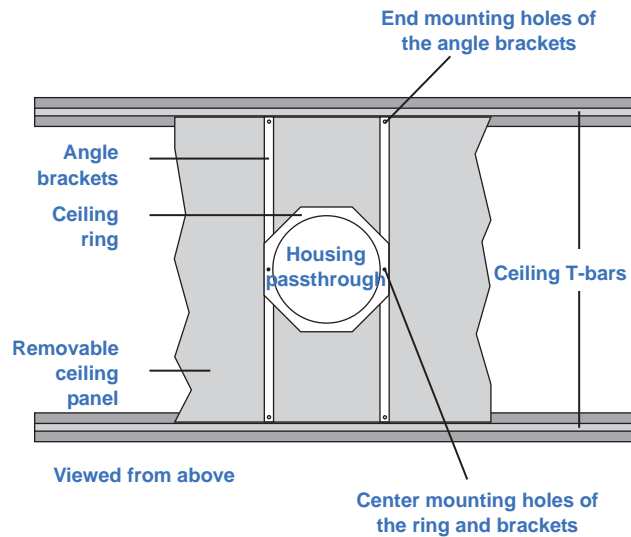 End mounting holes of
the angle brackets
Angle
brackets
Ceiling
ring
Housing
passthrough
Ceiling T-bars
Removable
ceiling
panel
Viewed from above
Center mounting holes of
the ring and brackets